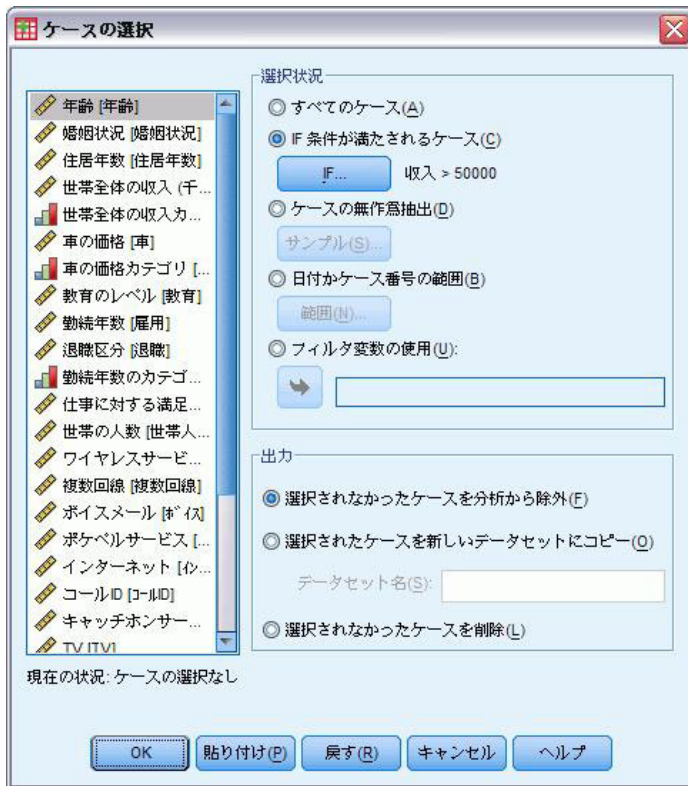 ケースの選択
年齢 [年齢]
婚姻状況 [婚姻状況]
住居年数 [住居年数]
世帯全体の収入 (千...
世帯全体の収入カ...
車の価格 [車]
車の価格カテゴリ [...
教育のレベル [教育]
勤続年数 [雇用]
退職区分 [退職]
勤続年数のカテゴ...
仕事に対する満足...
世帯の人数 [世帯人...
ワイヤレスサービ...
複数回線 [複数回線]
ボイスメール [ボイス]
ポケベルサービス [...
インターネット [イン...
コールID [コールID]
キャッチホンサー...
TV [TV]
現在の状況: ケースの選択なし
選択状況
すべてのケース(A)
IF 条件が満たされるケース(C)
IF... 収入 > 50000
ケースの無作為抽出(D)
サンプル(S)...
日付かケース番号の範囲(B)
範囲(N)...
フィルタ変数の使用(U):
出力
選択されなかったケースを分析から除外(F)
選択されたケースを新しいデータセットにコピー(O)
データセット名(S):
選択されなかったケースを削除(L)
OK 貼り付け(P) 戻す(R) キャンセル ヘルプ